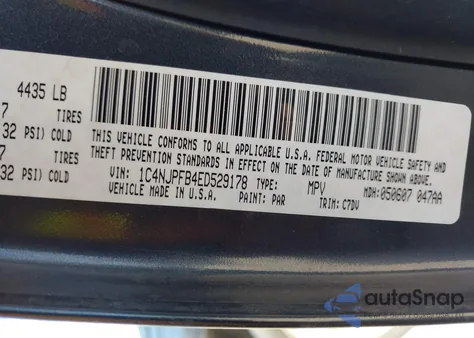 4435 LB
7 TIRES
32 PSI) COLD
7 TIRES
32 PSI) COLD
THIS VEHICLE CONFORMS TO ALL APPLICABLE U.S.A. FEDERAL MOTOR VEHICLE SAFETY AND
THEFT PREVENTION STANDARDS IN EFFECT ON THE DATE OF MANUFACTURE SHOWN ABOVE.
VIN: 1C4NJPFB4ED529178 TYPE: MPV MDH: 050607 047AA
VEHICLE MADE IN U.S.A. PAINT: PAR TRIM: C7DV
autoSnap